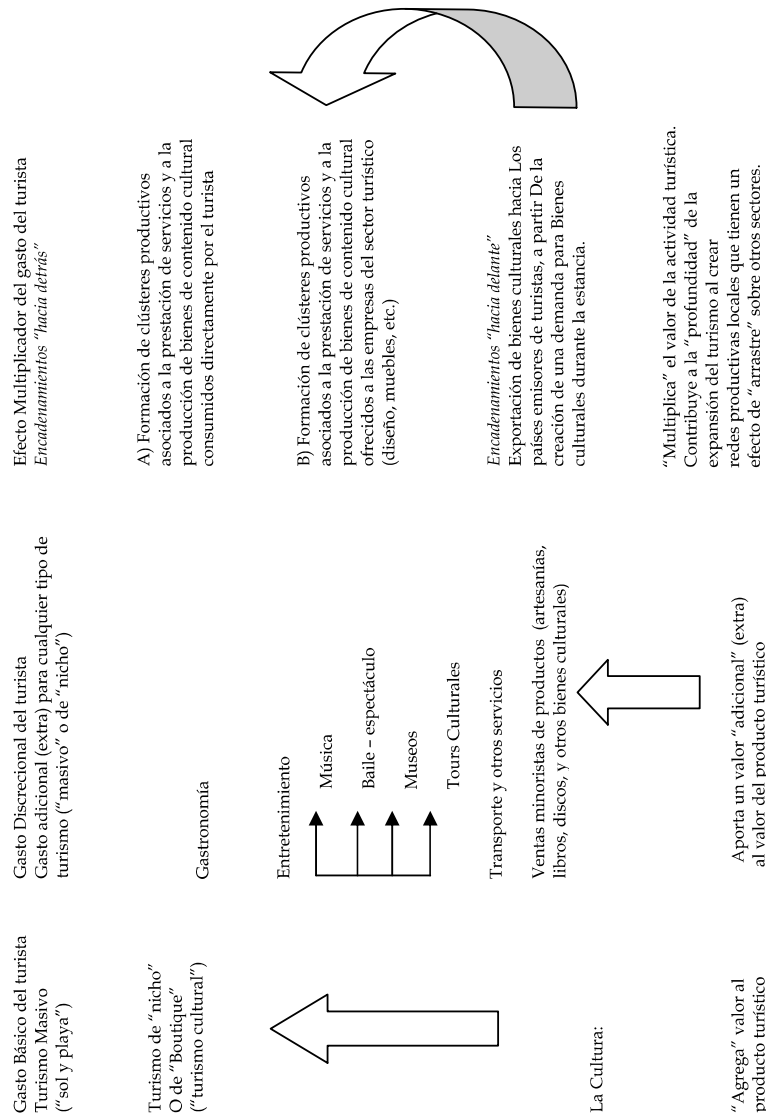 Gasto Básico del turista
Turismo Masivo
("sol y playa")
Turismo de "nicho"
O de "Boutique"
("turismo cultural")
La Cultura:
"Agrega" valor al
producto turístico
Gasto Discrecional del turista
Gasto adicional (extra) para cualquier tipo de
turismo ("masivo" o de "nicho")
Gastronomía
Entretenimiento
Música
Baile – espectáculo
Museos
Tours Culturales
Transporte y otros servicios
Ventas minoristas de productos (artesanías,
libros, discos, y otros bienes culturales)
Aporta un valor "adicional" (extra)
al valor del producto turístico
Efecto Multiplicador del gasto del turista
Encadenamientos "hacia detrás"
A) Formación de clústeres productivos
asociados a la prestación de servicios y a la
producción de bienes de contenido cultural
consumidos directamente por el turista
B) Formación de clústeres productivos
asociados a la prestación de servicios y a la
producción de bienes de contenido cultural
ofrecidos a las empresas del sector turístico
(diseño, muebles, etc.)
Encadenamientos "hacia delante"
Exportación de bienes culturales hacia Los
países emisores de turistas, a partir De la
creación de una demanda para Bienes
culturales durante la estancia.
"Multiplica" el valor de la actividad turística.
Contribuye a la "profundidad" de la
expansión del turismo al crear
redes productivas locales que tienen un
efecto de "arrastre" sobre otros sectores.